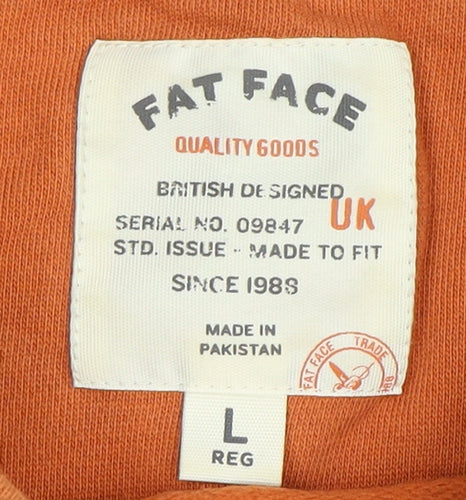 FAT FACE
QUALITY GOODS
BRITISH DESIGNED
UK
SERIAL NO. 09847
STD. ISSUE - MADE TO FIT
SINCE 1988
MADE IN
PAKISTAN
FAT FACE TRADE
L
REG